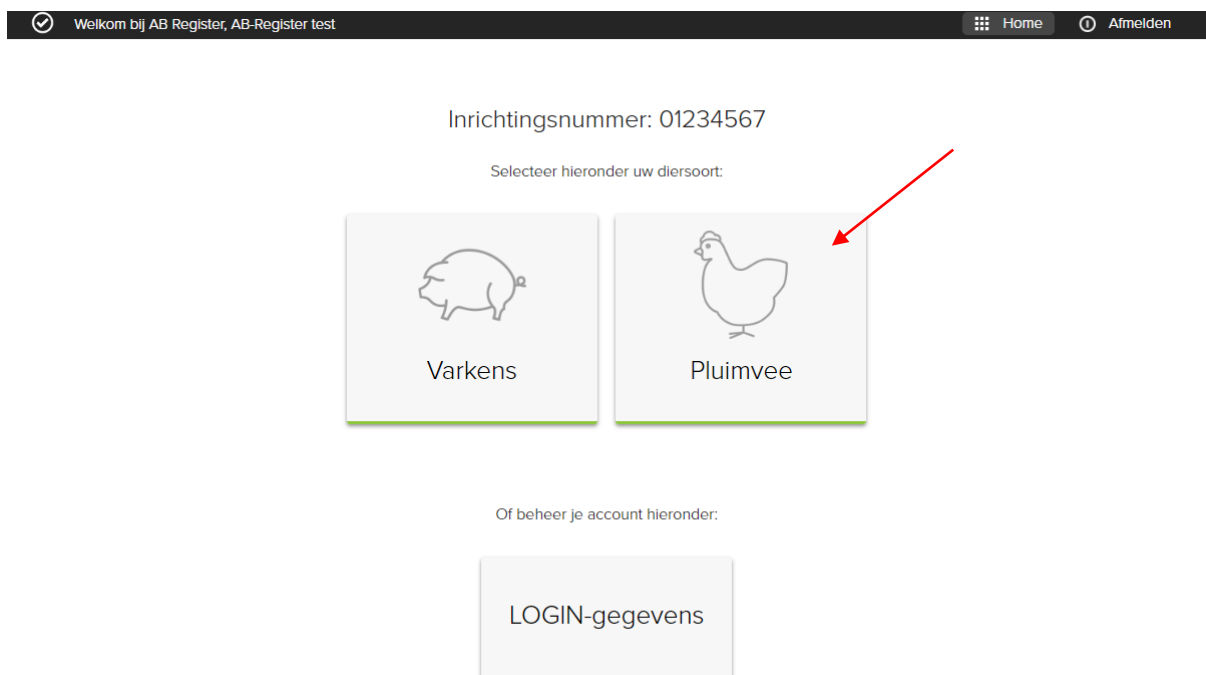 Welkom bij AB Register, AB-Register test
Home
Afmelden
Inrichtingsnummer: 01234567
Selecteer hieronder uw diersoort:
Varkens
Pluimvee
Of beheer je account hieronder:
LOGIN-gegevens